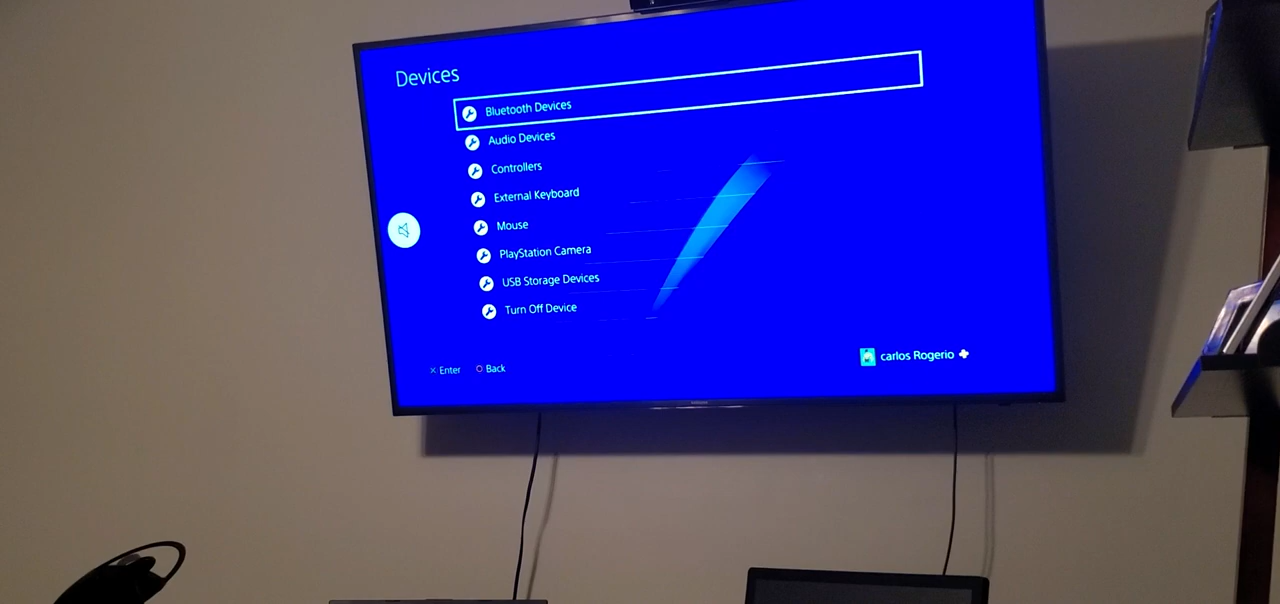 Devices
Bluetooth Devices
Audio Devices
Controllers
External Keyboard
Mouse
PlayStation Camera
USB Storage Devices
Turn Off Device
Enter
Back
carlos Rogerio